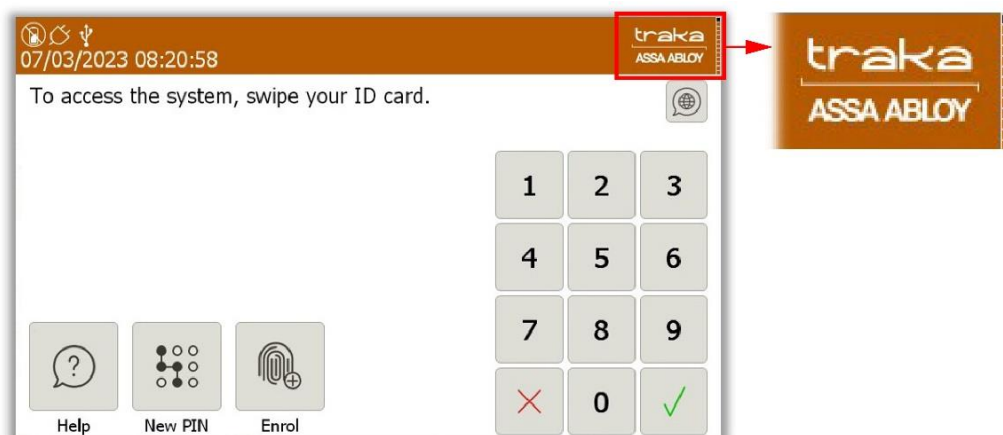 07/03/2023 08:20:58
traka
ASSA ABLOY
To access the system, swipe your ID card.
1 2 3
4 5 6
7 8 9
0
?
Help New PIN Enrol
traka
ASSA ABLOY